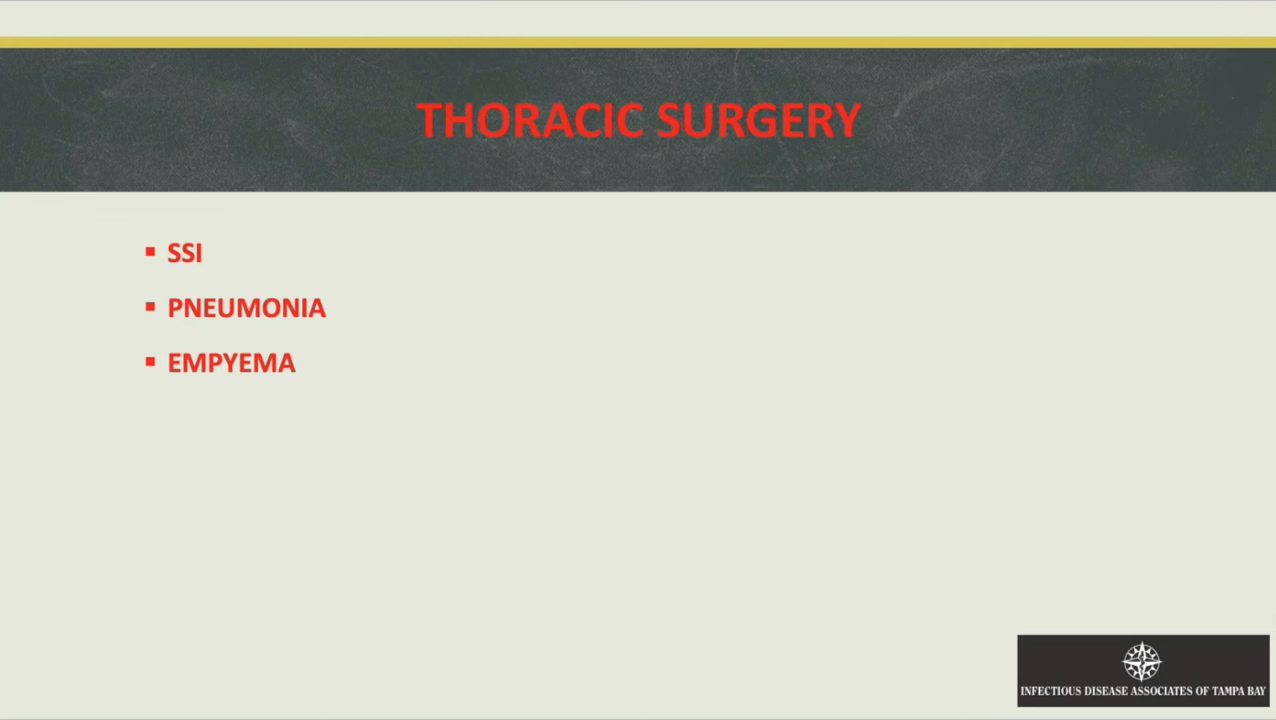 THORACIC SURGERY
SSI
PNEUMONIA
EMPYEMA
INFECTIOUS DISEASE ASSOCIATES OF TAMPA BAY